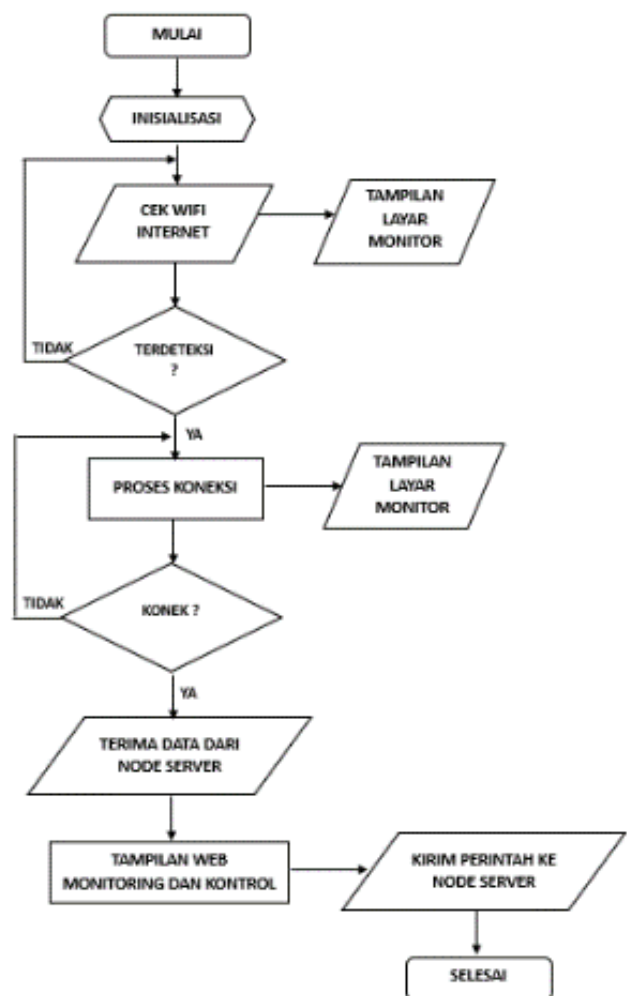 MULAI
INISIALISASI
CEK WIFI
INTERNET
TAMPILAN
LAYAR
MONITOR
TERDETEKSI
?
TIDAK
YA
PROSES KONEKSI
TAMPILAN
LAYAR
MONITOR
KONEK ?
TIDAK
YA
TERIMA DATA DARI
NODE SERVER
TAMPILAN WEB
MONITORING DAN KONTROL
KIRIM PERINTAH KE
NODE SERVER
SELESAI